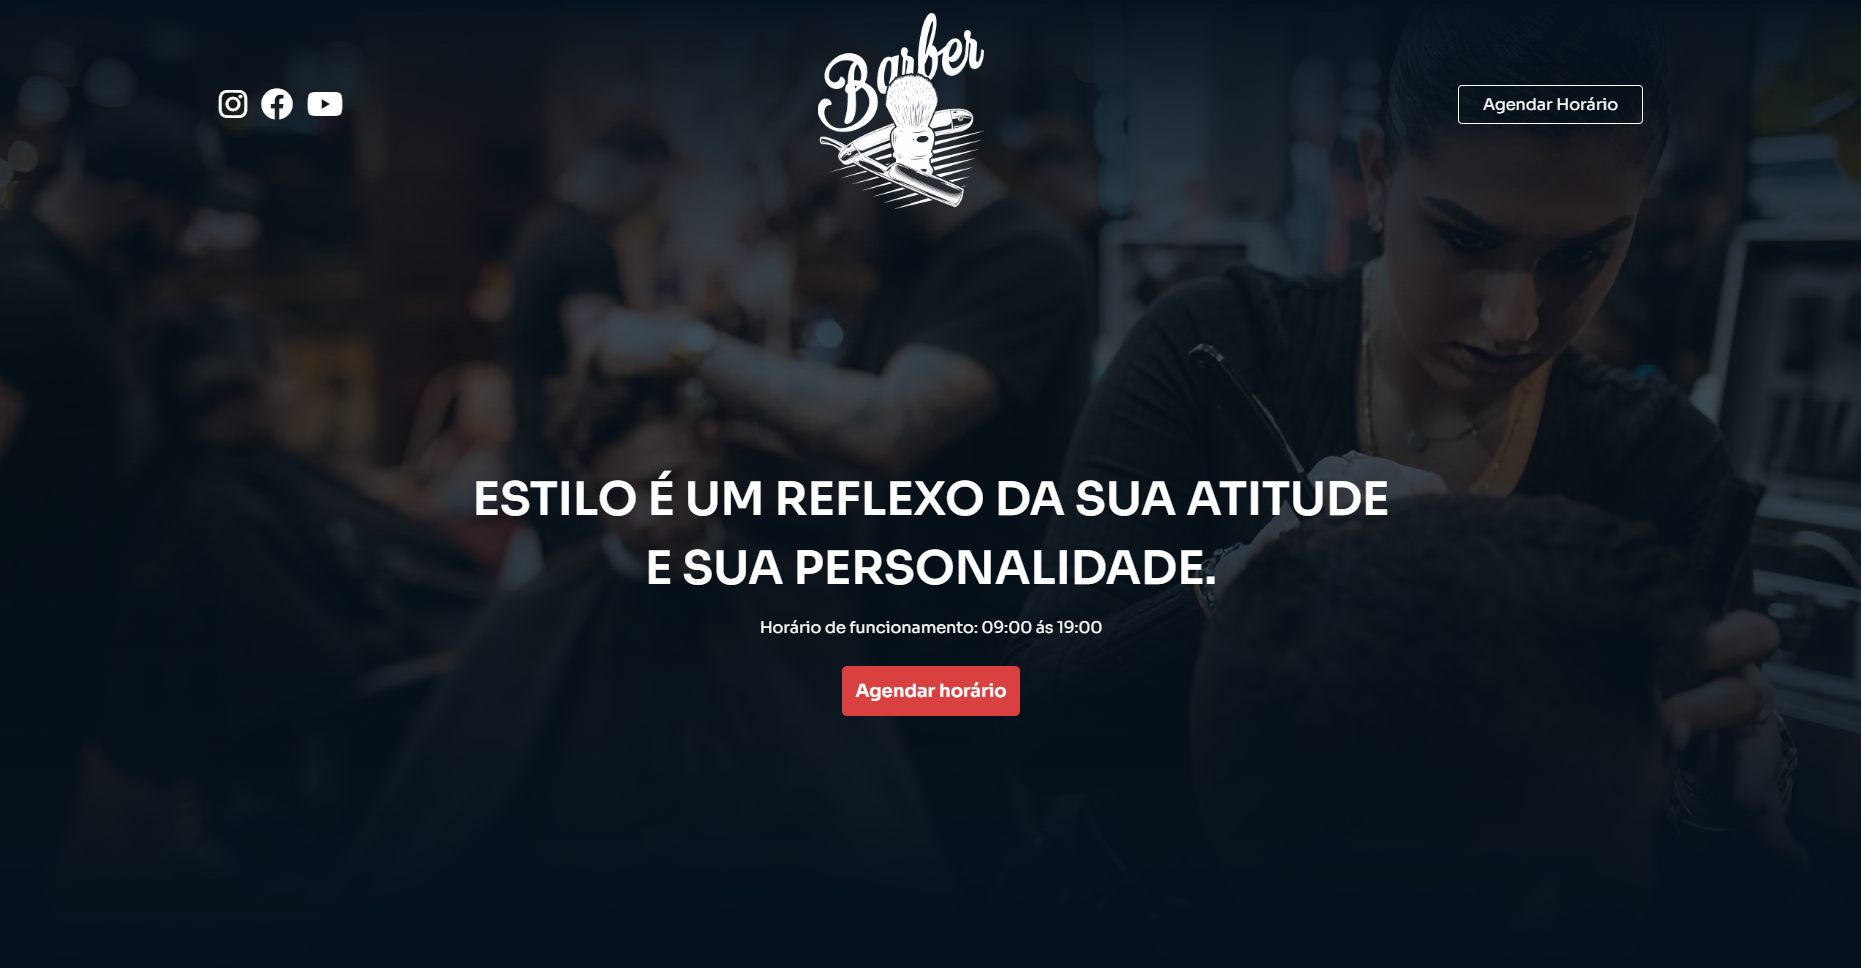 Barber
Agendar Horário
ESTILO É UM REFLEXO DA SUA ATITUDE
E SUA PERSONALIDADE.
Horário de funcionamento: 09:00 ás 19:00
Agendar horário